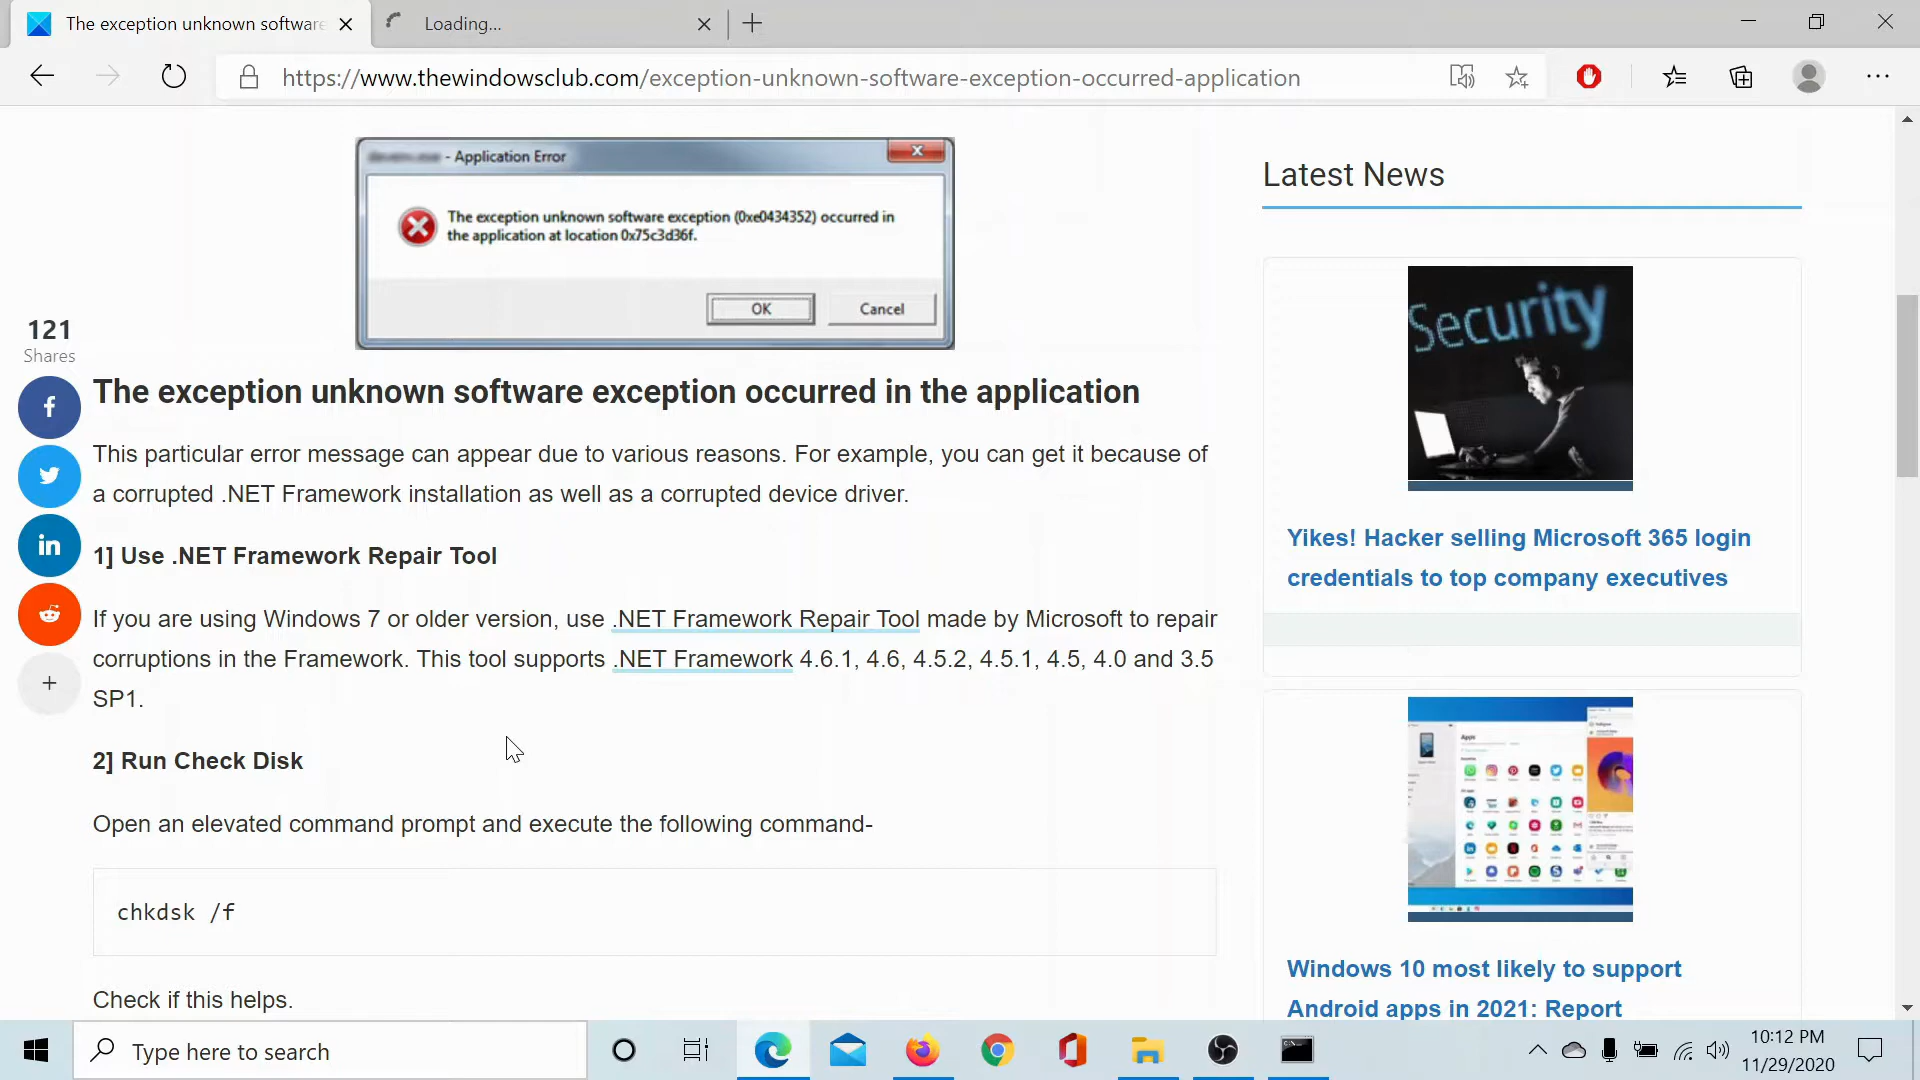 The exception unknown software
Loading...
https://www.thewindowsclub.com/exception-unknown-software-exception-occurred-application
- Application Error
The exception unknown software exception (0xe0434352) occurred in
the application at location 0x75c3d36f.
OK
Cancel
121
Shares
The exception unknown software exception occurred in the application
This particular error message can appear due to various reasons. For example, you can get it because of
a corrupted .NET Framework installation as well as a corrupted device driver.
1] Use .NET Framework Repair Tool
If you are using Windows 7 or older version, use .NET Framework Repair Tool made by Microsoft to repair
corruptions in the Framework. This tool supports .NET Framework 4.6.1, 4.6, 4.5.2, 4.5.1, 4.5, 4.0 and 3.5
SP1.
2] Run Check Disk
Open an elevated command prompt and execute the following command-
chkdsk /f
Check if this helps.
Latest News
Security
Yikes! Hacker selling Microsoft 365 login
credentials to top company executives
Apps
Windows 10 most likely to support
Android apps in 2021: Report
Type here to search
10:12 PM
11/29/2020